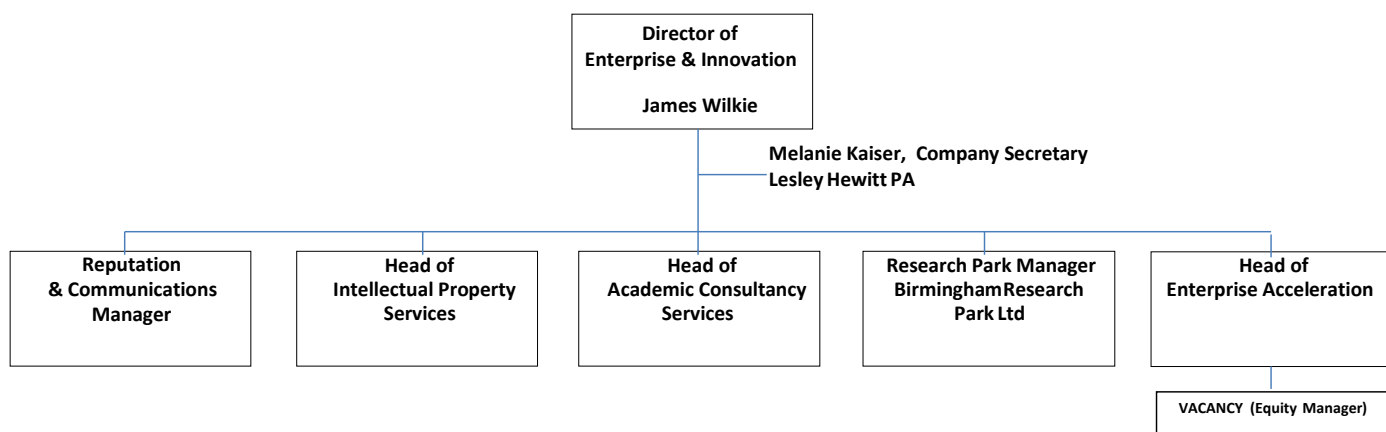 Director of
Enterprise & Innovation
James Wilkie
Melanie Kaiser, Company Secretary
Lesley Hewitt PA
Reputation
& Communications
Manager
Head of
Intellectual Property
Services
Head of
Academic Consultancy
Services
Research Park Manager
BirminghamResearch
Park Ltd
Head of
Enterprise Acceleration
VACANCY (Equity Manager)